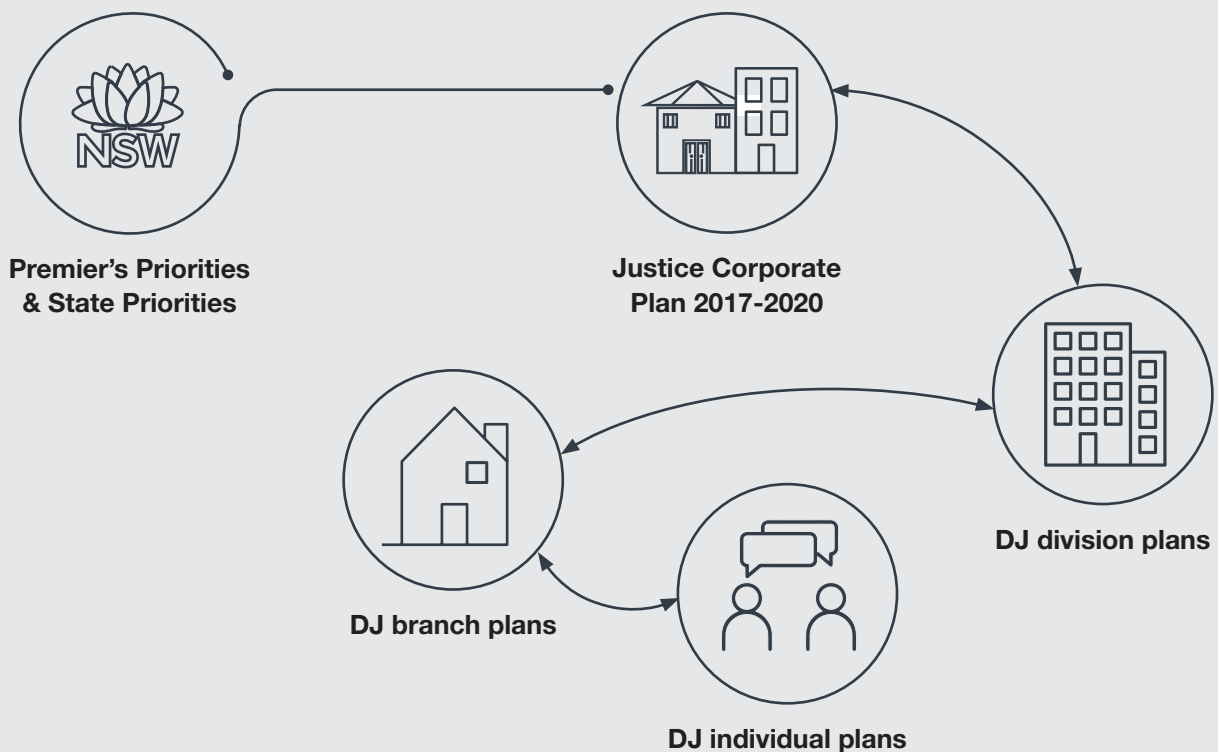 NSW
Premier's Priorities
& State Priorities
Justice Corporate
Plan 2017-2020
DJ division plans
DJ branch plans
DJ individual plans